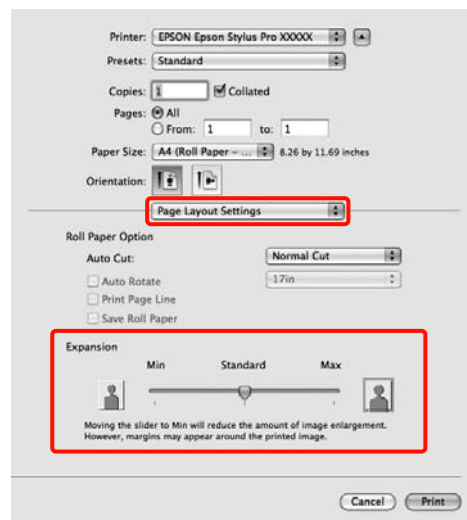 Printer: EPSON Epson Stylus Pro XXXXX
Presets: Standard
Copies: 1 Collated
Pages: All
From: 1 to: 1
Paper Size: A4 (Roll Paper – ... 8.26 by 11.69 inches
Orientation:
Page Layout Settings
Roll Paper Option
Auto Cut: Normal Cut
Auto Rotate 17in
Print Page Line
Save Roll Paper
Expansion
Min Standard Max
Moving the slider to Min will reduce the amount of image enlargement.
However, margins may appear around the printed image.
Cancel Print